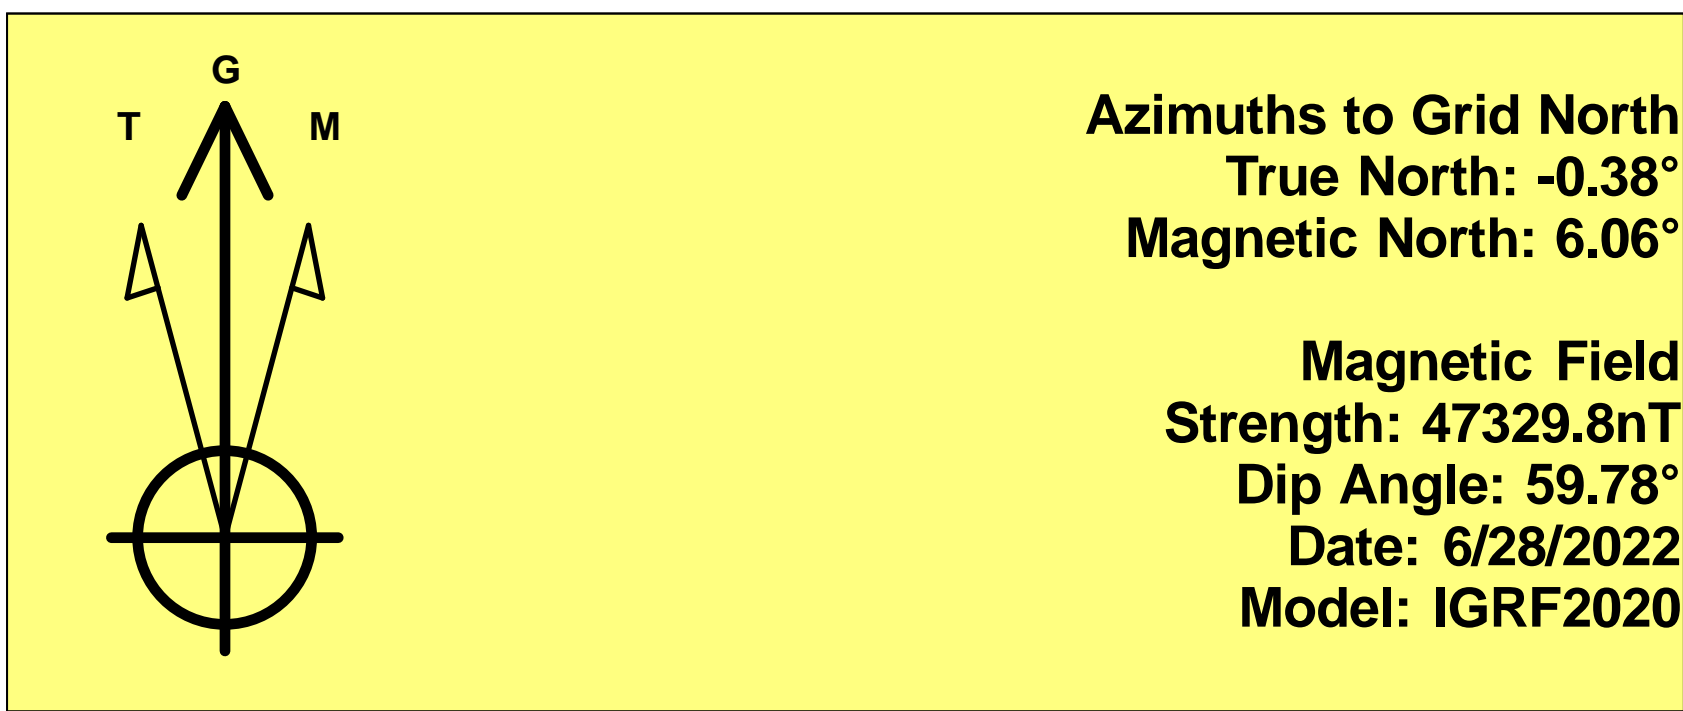 G
T M
Azimuths to Grid North
True North: -0.38°
Magnetic North: 6.06°
Magnetic Field
Strength: 47329.8nT
Dip Angle: 59.78°
Date: 6/28/2022
Model: IGRF2020